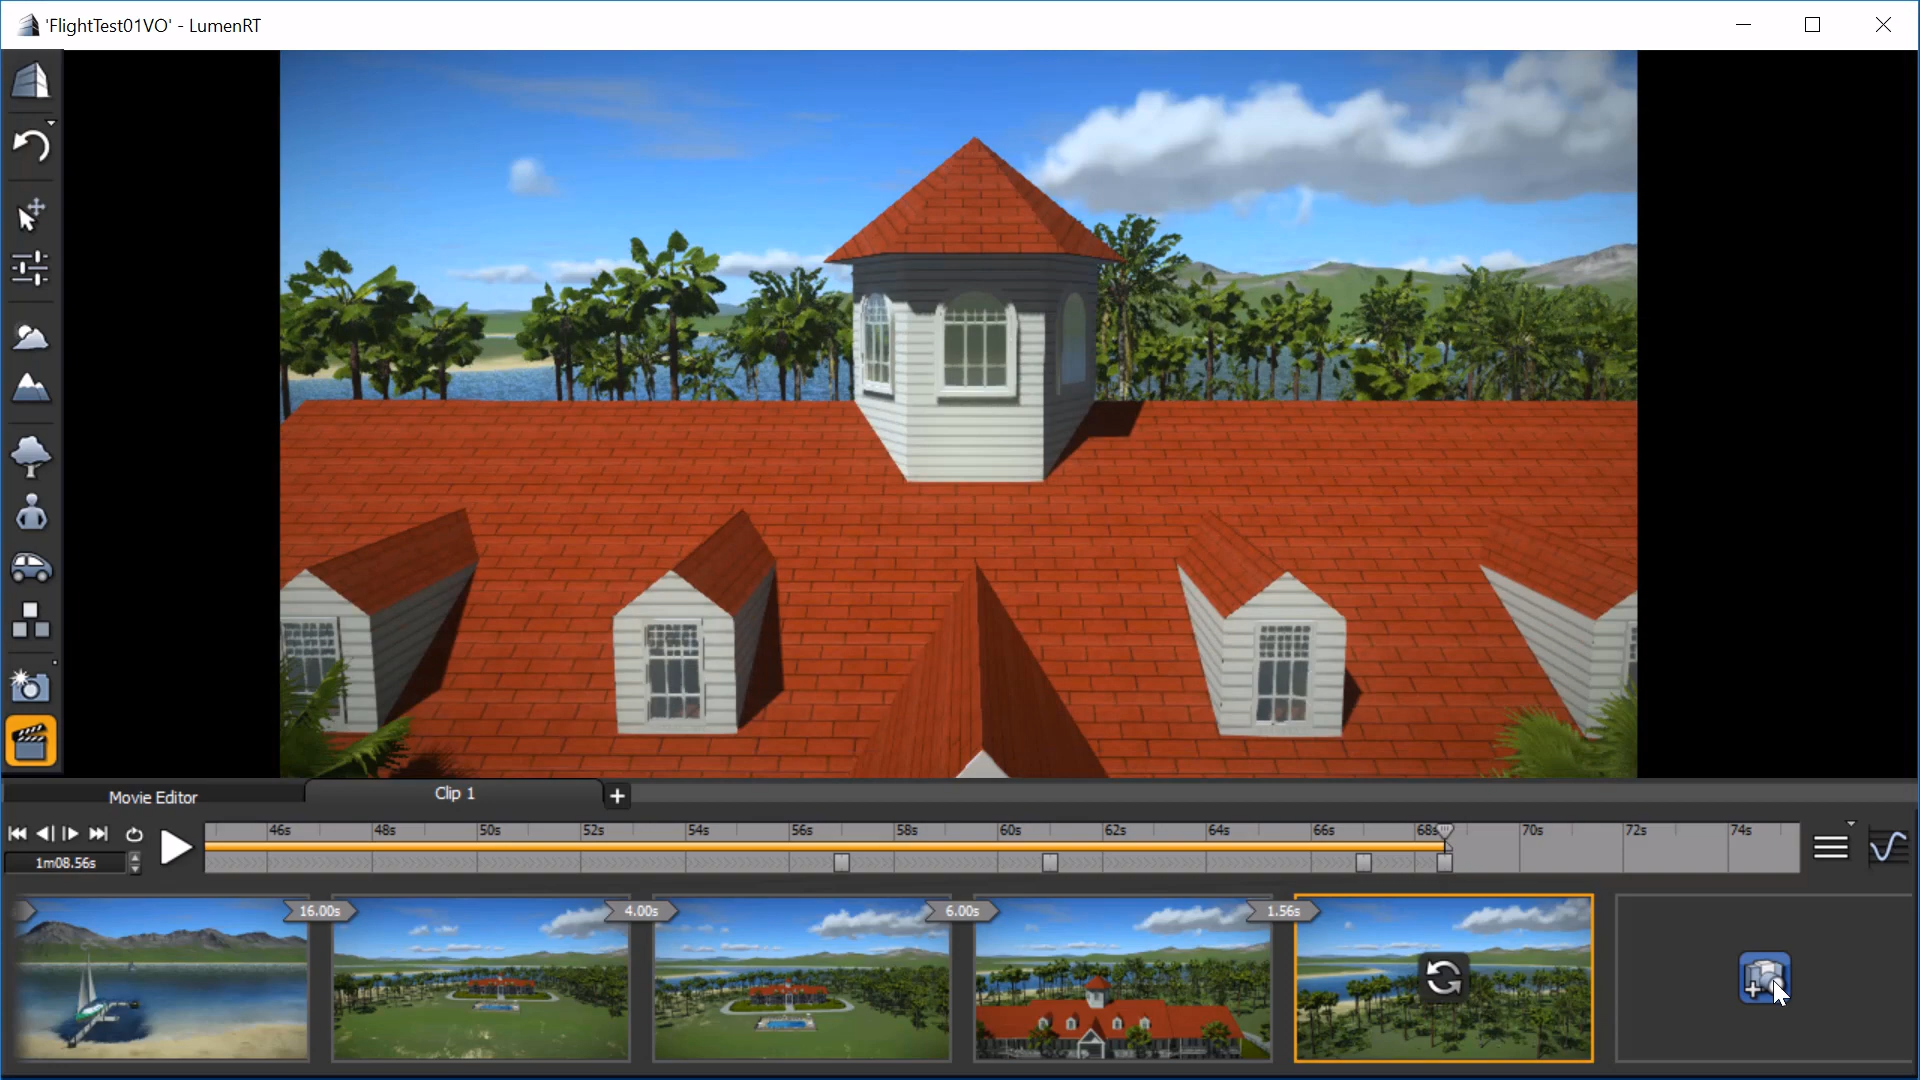 'FlightTest01VO' - LumenRT
Movie Editor
Clip 1
+
46s 48s 50s 52s 54s 56s 58s 60s 62s 64s 66s 68s 70s 72s 74s
1m08.56s
16.00s 4.00s 6.00s 1.56s